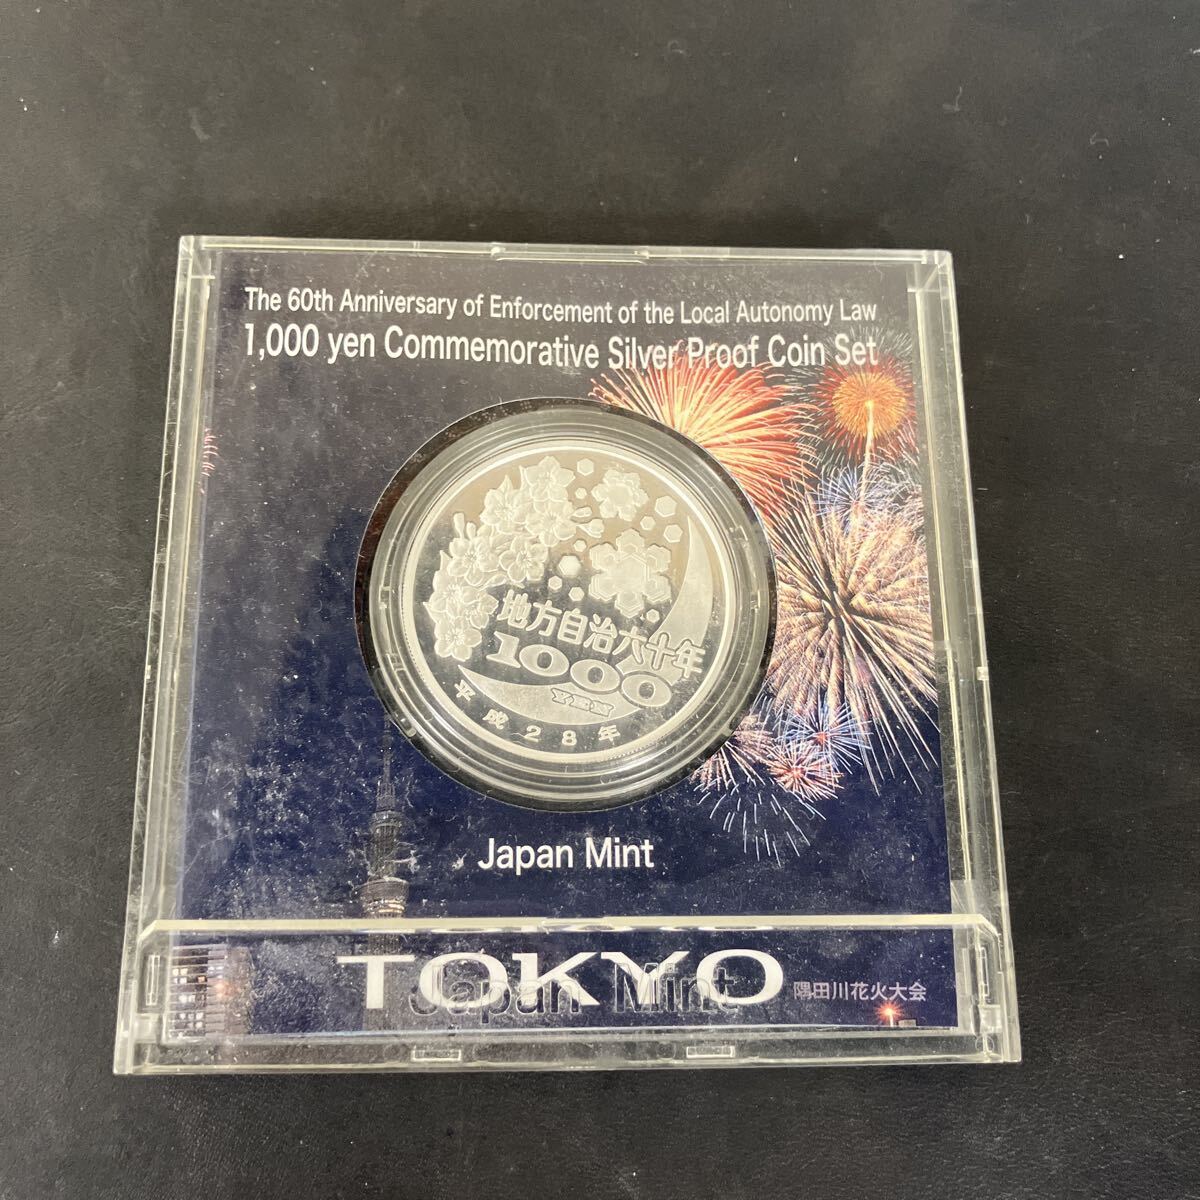 The 60th Anniversary of Enforcement of the Local Autonomy Law
1,000 yen Commemorative Silver Proof Coin Set
地方自治六十年
1000
YEN
平成28年
Japan Mint
TOKYO
Japan Mint
隅田川花火大会